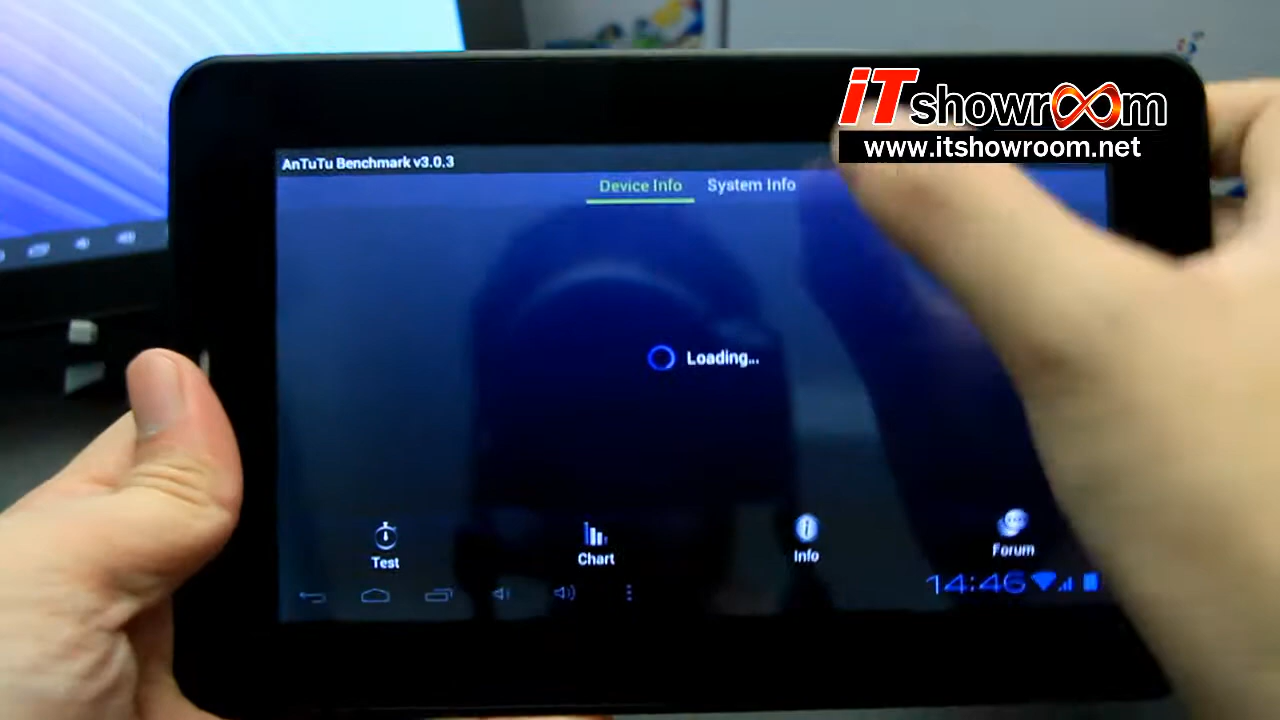 iTshowroom
www.itshowroom.net
AnTuTu Benchmark v3.0.3
Device Info System Info
Loading...
Test Chart Info Forum
14:46